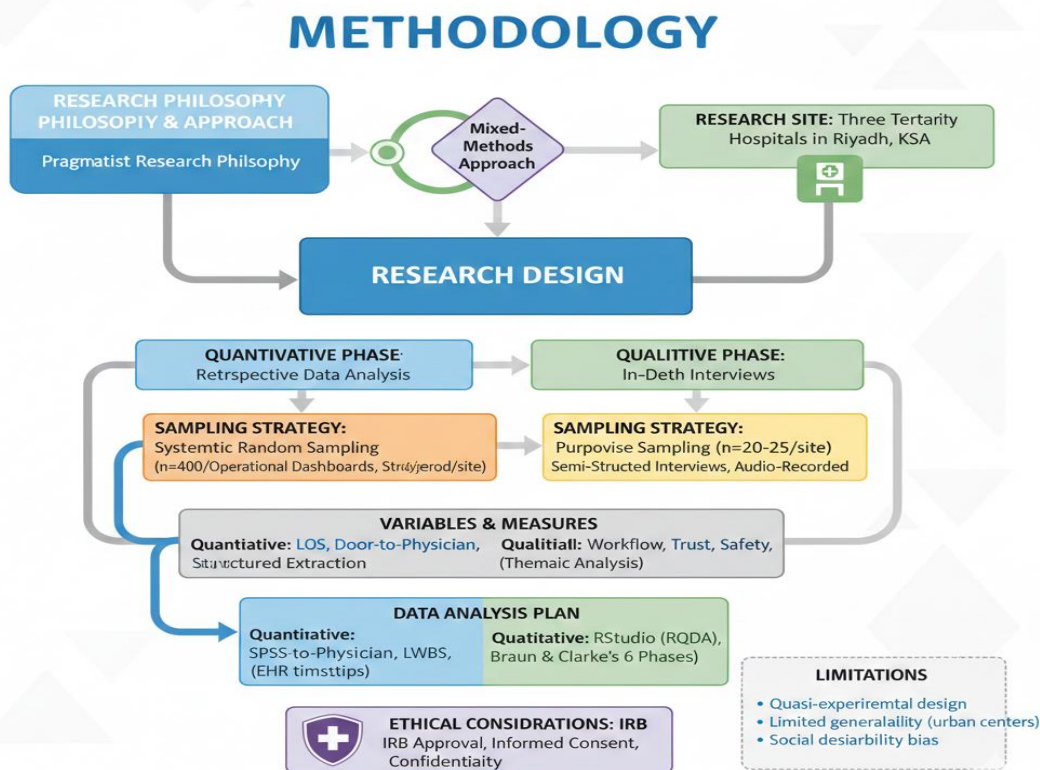 METHODOLOGY
RESEARCH PHILOSOPHY
PHILOSOPIY & APPROACH
Pragmatist Research Philsophy
Mixed-
Methods
Approach
RESEARCH SITE: Three Tertarity
Hospitals in Riyadh, KSA
RESEARCH DESIGN
QUANTIVATIVE PHASE:
Retrspective Data Analysis
QUALITTIVE PHASE:
In-Deth Interviews
SAMPLING STRATEGY:
Systemtic Random Sampling
(n=400/Operational Dashboards,
SAMPLING STRATEGY:
Purpovise Sampling (n=20-25/site)
Semi-Structed Interviews, Audio-Recorded
VARIABLES & MEASURES
Quantiative: LOS, Door-to-Physician,
Structured Extraction
Qualitiall: Workflow, Trust, Safety,
(Themaic Analysis)
DATA ANALYSIS PLAN
Quantirative:
SPSS-to-Physician, LWBS,
(EHR timsttips)
Quatitative: RStudio (RQDA),
Braun & Clarke's 6 Phases)
LIMITATIONS
• Quasi-experiremtal design
• Limited generalaility (urban centers)
• Social desiarbility bias
ETHICAL CONSIDRATIONS: IRB
IRB Approval, Informed Consent,
Confidentiaity